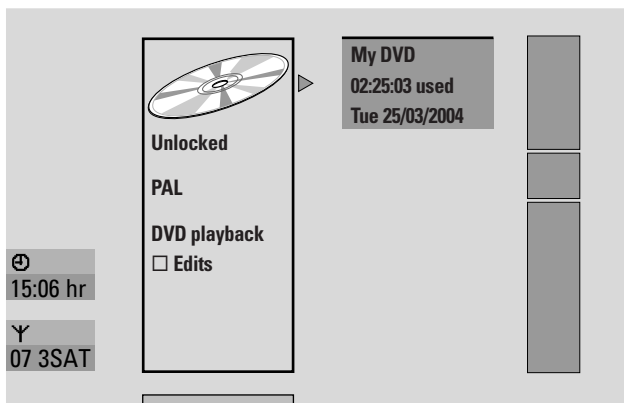 My DVD
02:25:03 used
Tue 25/03/2004
Unlocked
PAL
DVD playback
☐ Edits
15:06 hr
07 3SAT